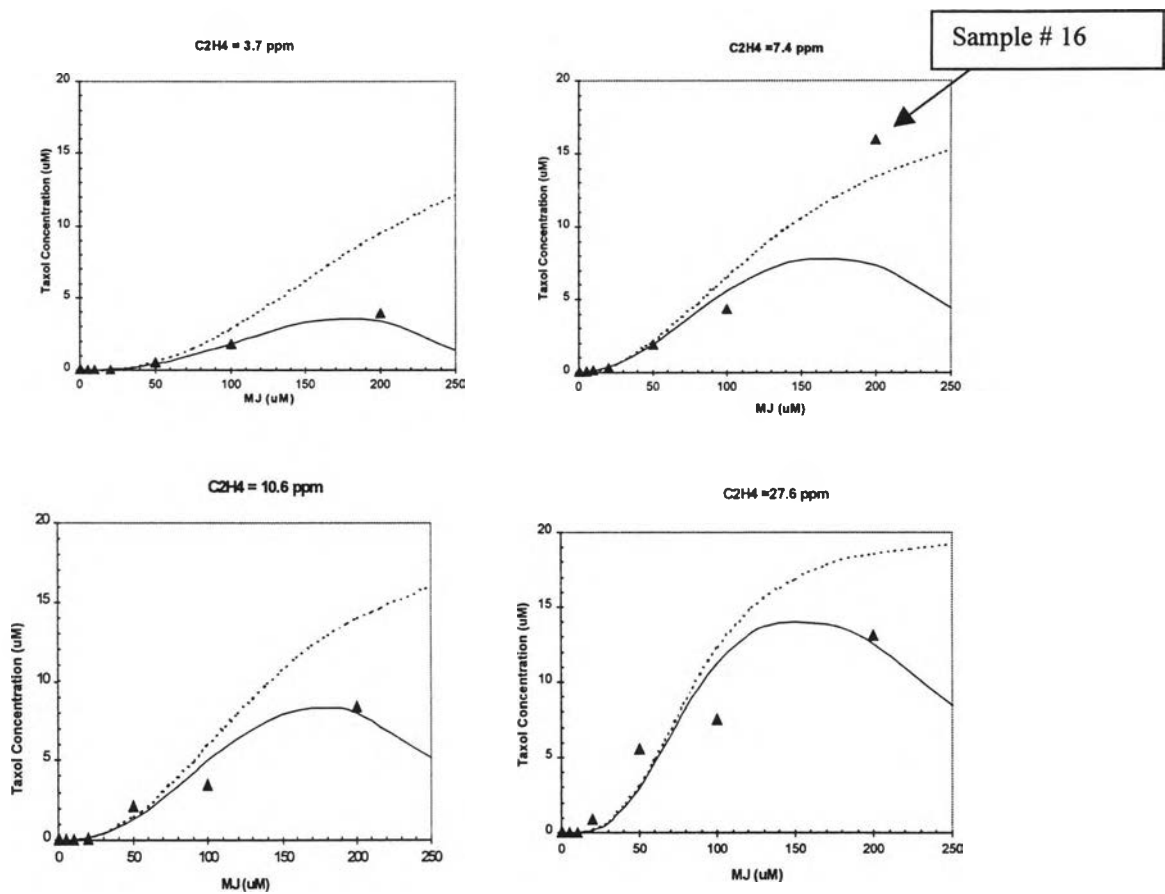 Sample # 16
C2H4 = 3.7 ppm
20
15
10
5
0
Taxol Concentration (uM)
0 50 100 150 200 250
MJ (uM)
C2H4 =7.4 ppm
20
15
10
5
0
Taxol Concentration (uM)
0 50 100 150 200 250
MJ (uM)
C2H4 = 10.6 ppm
20
15
10
5
0
Taxol Concentration (uM)
0 50 100 150 200 250
MJ (uM)
C2H4 =27.6 ppm
20
15
10
5
0
Taxol Concentration (uM)
0 50 100 150 200 250
MJ (uM)